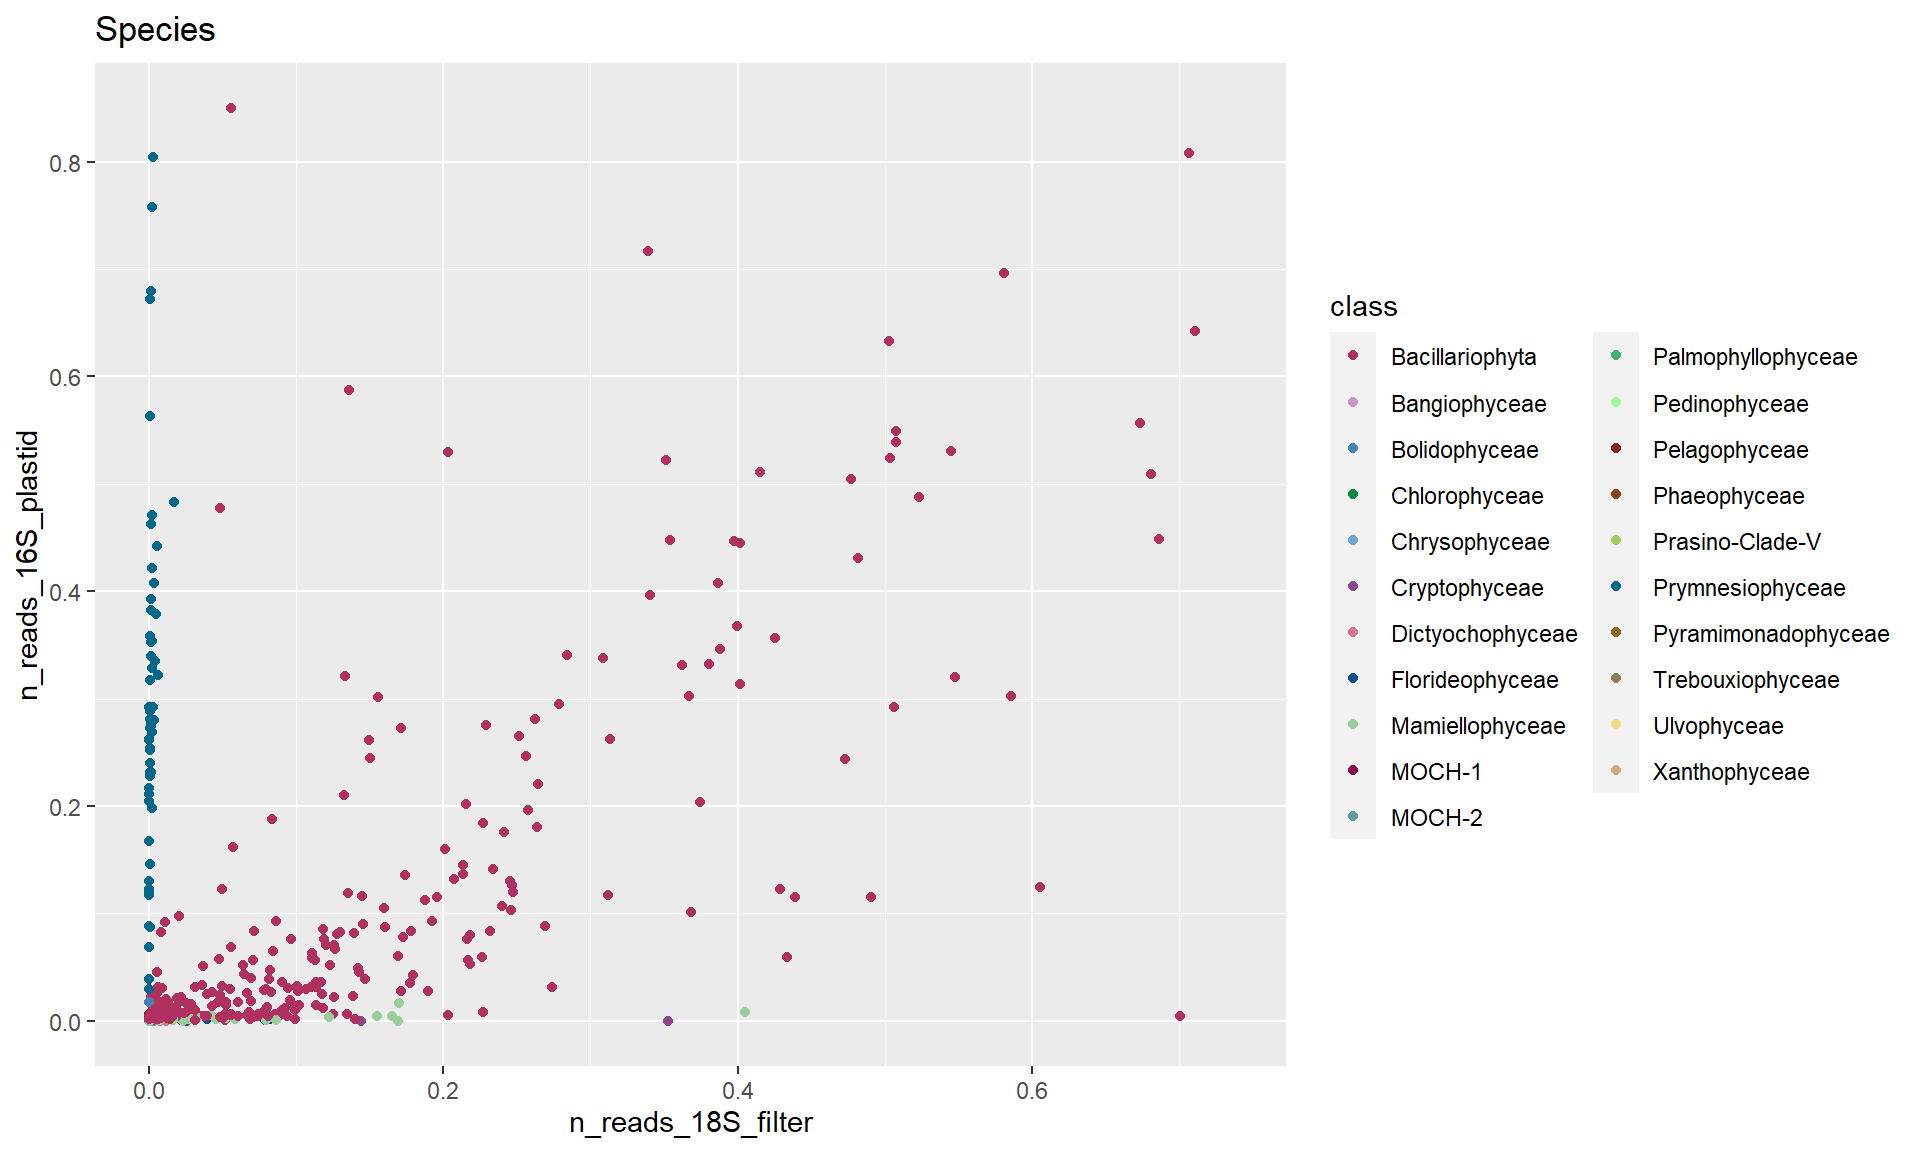 Species
n_reads_16S_plastid
0.8
0.6
0.4
0.2
0.0
0.0 0.2 0.4 0.6
n_reads_18S_filter
class
Bacillariophyta
Bangiophyceae
Bolidophyceae
Chlorophyceae
Chrysophyceae
Cryptophyceae
Dictyochophyceae
Florideophyceae
Mamiellophyceae
MOCH-1
MOCH-2
Palmophyllophyceae
Pedinophyceae
Pelagophyceae
Phaeophyceae
Prasino-Clade-V
Prymnesiophyceae
Pyramimonadophyceae
Trebouxiophyceae
Ulvophyceae
Xanthophyceae